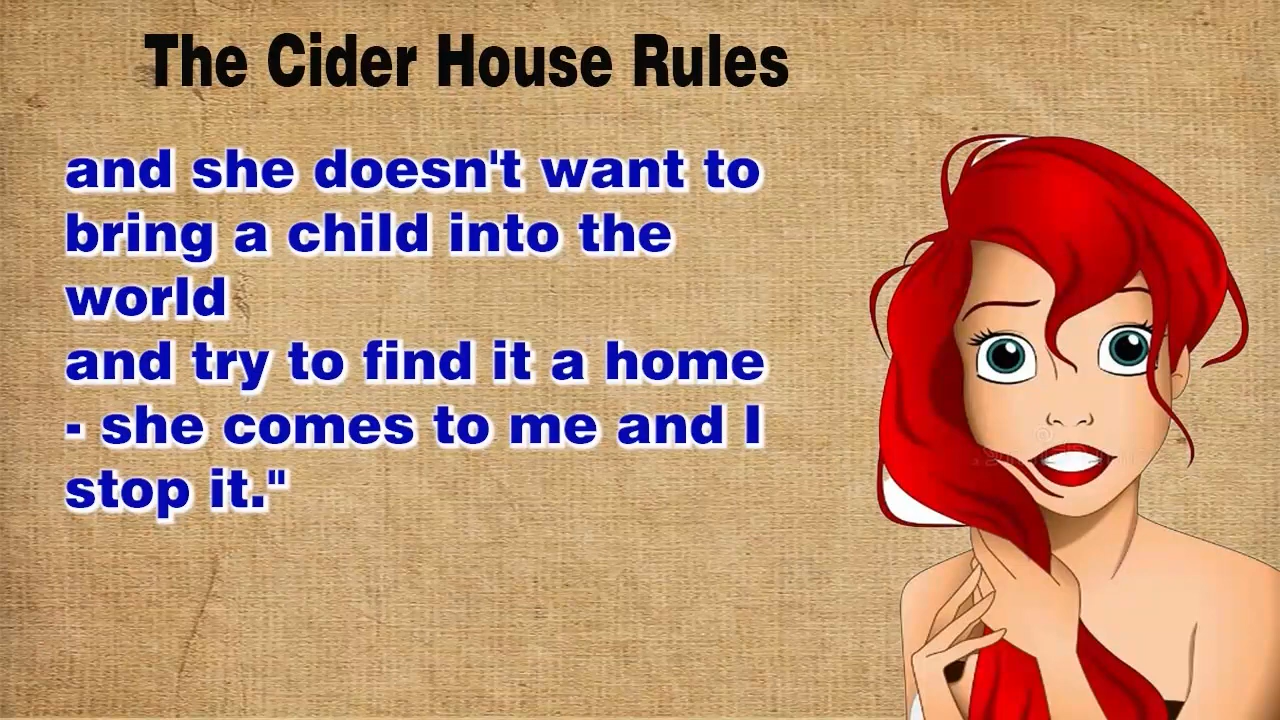 The Cider House Rules
and she doesn't want to
bring a child into the
world
and try to find it a home
- she comes to me and I
stop it."